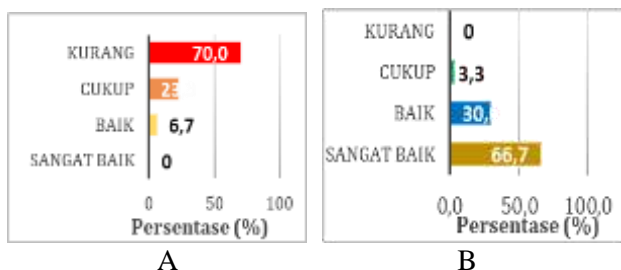 KURANG 70,0
CUKUP 23
BAIK 6,7
SANGAT BAIK 0
0 50 100
Persentase (%)
A
KURANG 0
CUKUP 3,3
BAIK 30,
SANGAT BAIK 66,7
0,0 50,0 100,0
Persentase (%)
B